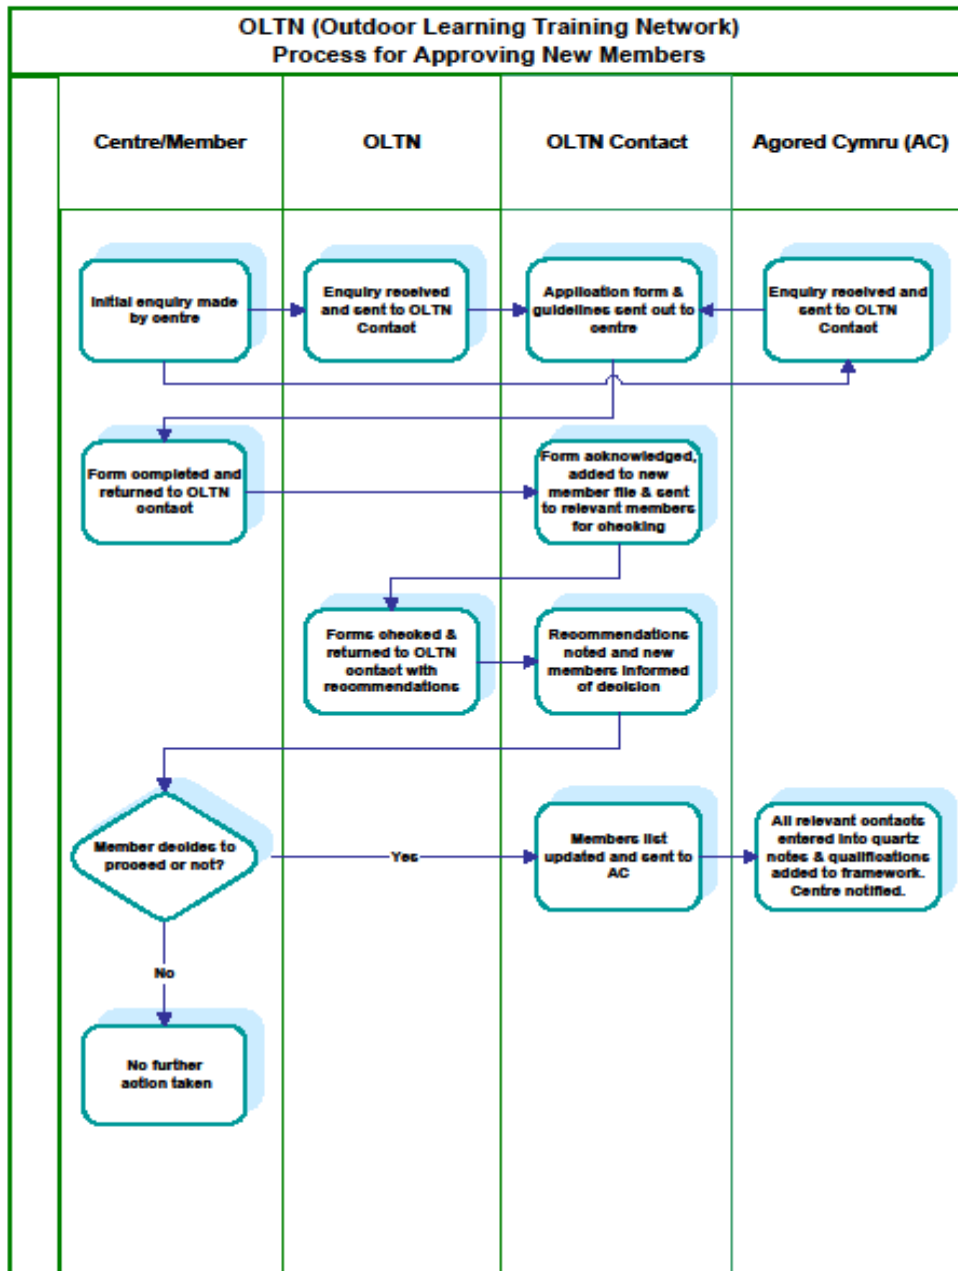 OLTN (Outdoor Learning Training Network)
Process for Approving New Members
Centre/Member
OLTN
OLTN Contact
Agored Cymru (AC)
Initial enquiry made
by centre
Enquiry received
and sent to OLTN
Contact
Application form &
guidelines sent out to
centre
Enquiry received and
sent to OLTN
Contact
Form completed and
returned to OLTN
contact
Form acknowledged,
added to new
member file & sent
to relevant members
for checking
Forms checked &
returned to OLTN
contact with
recommendations
Recommendations
noted and new
members informed
of decision
Member decides to
proceed or not?
Yes
Members list
updated and sent to
AC
All relevant contacts
entered into quartz
notes & qualifications
added to framework.
Centre notified.
No
No further
action taken